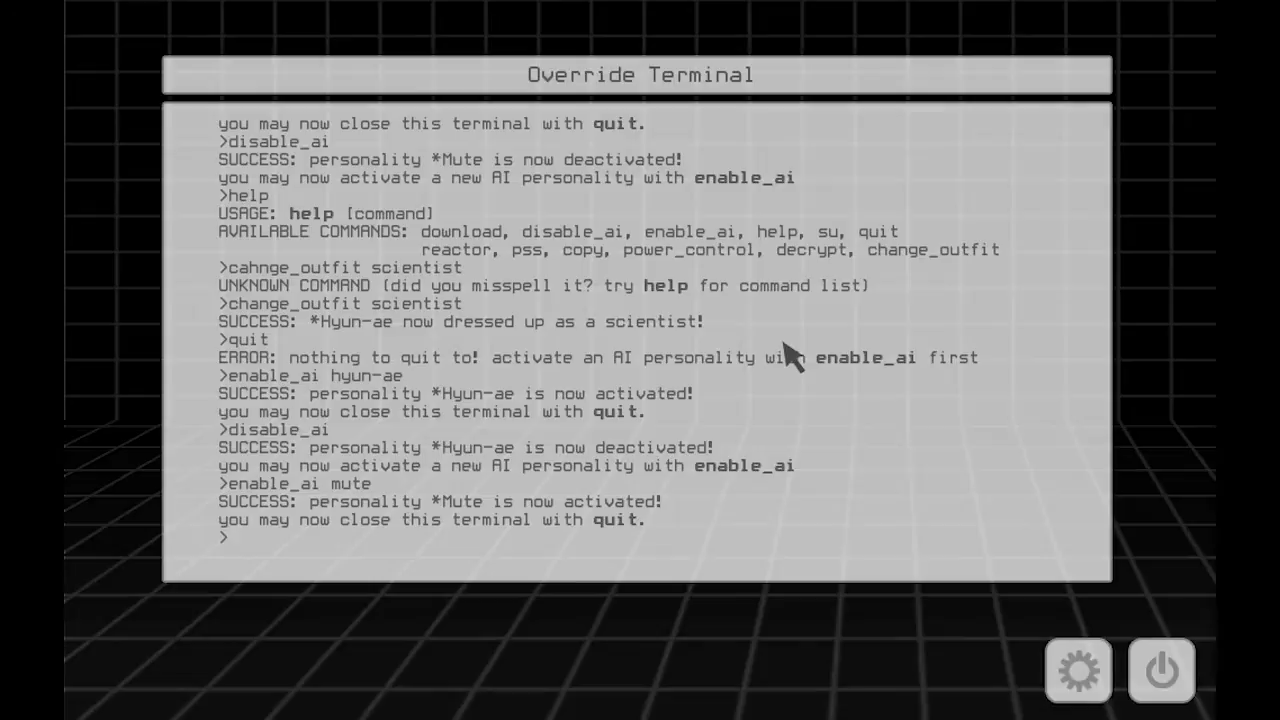 Override Terminal
you may now close this terminal with quit.
>disable_ai
SUCCESS: personality *Mute is now deactivated!
you may now activate a new AI personality with enable_ai
>help
USAGE: help [command]
AVAILABLE COMMANDS: download, disable_ai, enable_ai, help, su, quit
reactor, pss, copy, power_control, decrypt, change_outfit
>cahnge_outfit scientist
UNKNOWN COMMAND (did you misspell it? try help for command list)
>change_outfit scientist
SUCCESS: *Hyun-ae now dressed up as a scientist!
>quit
ERROR: nothing to quit to! activate an AI personality with enable_ai first
>enable_ai hyun-ae
SUCCESS: personality *Hyun-ae is now activated!
you may now close this terminal with quit.
>disable_ai
SUCCESS: personality *Hyun-ae is now deactivated!
you may now activate a new AI personality with enable_ai
>enable_ai mute
SUCCESS: personality *Mute is now activated!
you may now close this terminal with quit.
>